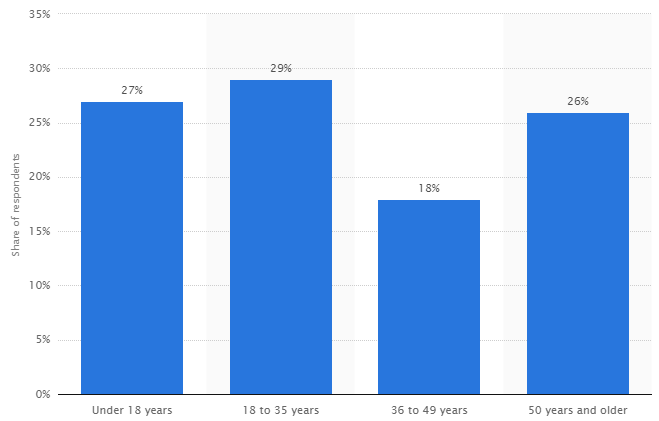 35%
30%
25%
20%
15%
10%
5%
0%
Share of respondents
27%
29%
18%
26%
Under 18 years
18 to 35 years
36 to 49 years
50 years and older